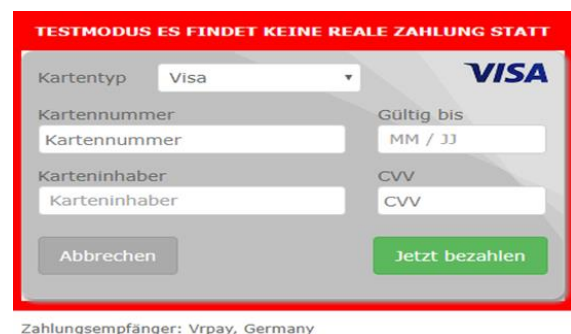 TESTMODUS ES FINDET KEINE REALE ZAHLUNG STATT
Kartentyp Visa VISA
Kartennummer Gültig bis
Kartennummer MM / JJ
Karteninhaber CVV
Karteninhaber CVV
Abbrechen Jetzt bezahlen
Zahlungsempfänger: Vrpay, Germany